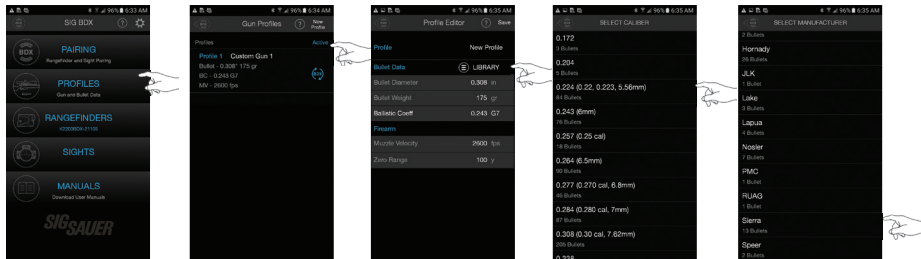 96% 6:33 AM
SIG BDX ?
BDX PAIRING
Rangefinder and Sight Pairing
PROFILES
Gun and Bullet Data
RANGEFINDERS
K2200BDX-21105
SIGHTS
MANUALS
Download User Manuals
SIG SAUER
96% 6:34 AM
Gun Profiles ? New Profile
Profiles Active
Profile 1 Custom Gun 1
Bullet - 0.308" 175 gr
BC - 0.243 G7
MV - 2600 fps
BDX
96% 6:35 AM
Profile Editor ? Save
Profile New Profile
Bullet Data LIBRARY
Bullet Diameter 0.308 in
Bullet Weight 175 gr
Ballistic Coeff 0.243 G7
Firearm
Muzzle Velocity 2600 fps
Zero Range 100 y
96% 6:35 AM
SELECT CALIBER
0.172
3 Bullets
0.204
5 Bullets
0.224 (0.22, 0.223, 5.56mm)
84 Bullets
0.243 (6mm)
76 Bullets
0.257 (0.25 cal)
18 Bullets
0.264 (6.5mm)
90 Bullets
0.277 (0.270 cal, 6.8mm)
46 Bullets
0.284 (0.280 cal, 7mm)
87 Bullets
0.308 (0.30 cal, 7.62mm)
205 Bullets
0.338
96% 6:35 AM
SELECT MANUFACTURER
2 Bullets
Hornady
26 Bullets
JLK
1 Bullet
Lake
3 Bullets
Lapua
4 Bullets
Nosler
7 Bullets
PMC
1 Bullet
RUAG
1 Bullet
Sierra
13 Bullets
Speer
2 Bullets